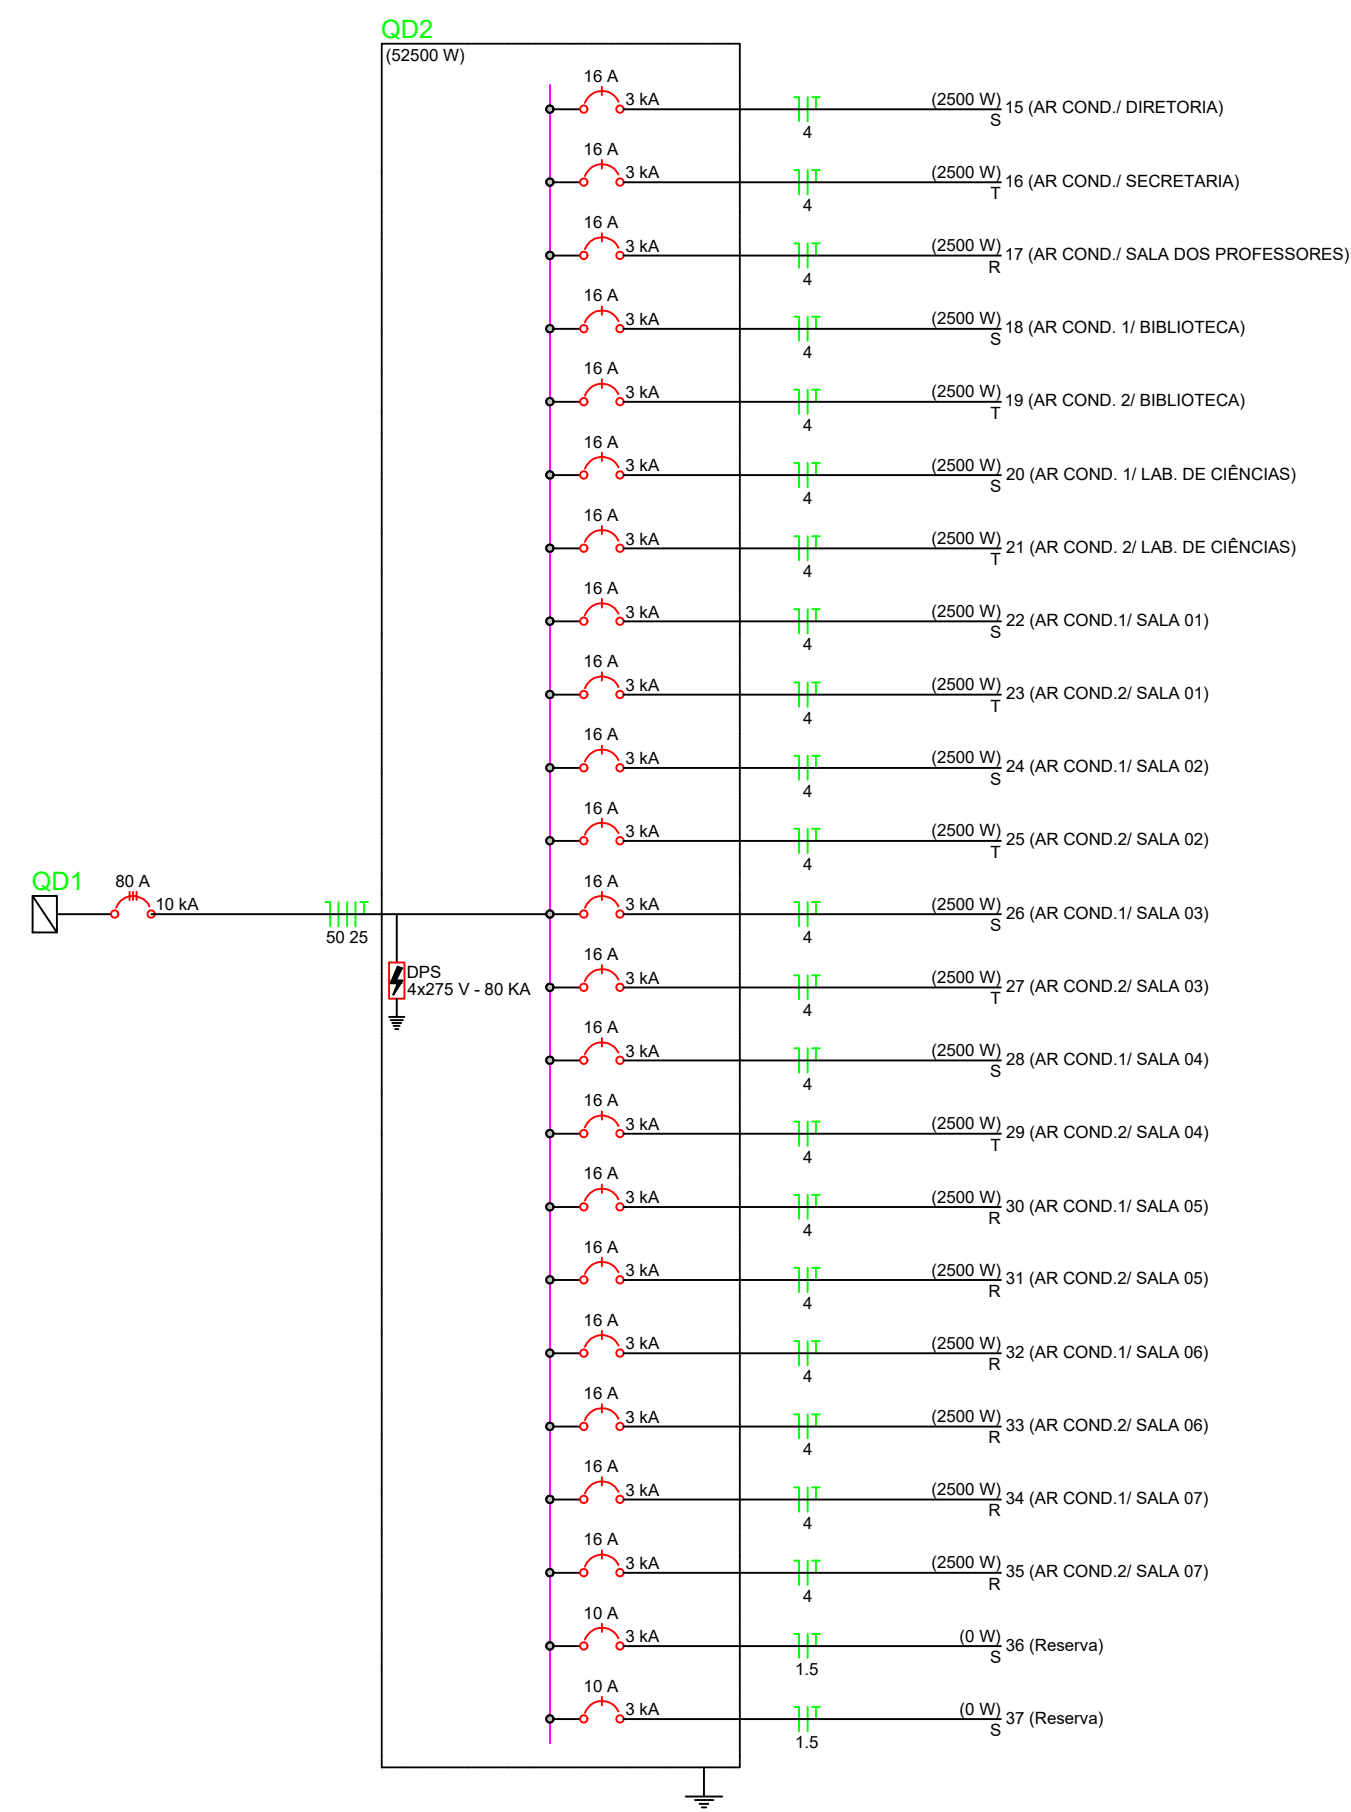 QD2
(52500 W)
16 A
3 kA
4
(2500 W)
S
15 (AR COND./ DIRETORIA)
16 A
3 kA
4
(2500 W)
T
16 (AR COND./ SECRETARIA)
16 A
3 kA
4
(2500 W)
R
17 (AR COND./ SALA DOS PROFESSORES)
16 A
3 kA
4
(2500 W)
S
18 (AR COND. 1/ BIBLIOTECA)
16 A
3 kA
4
(2500 W)
T
19 (AR COND. 2/ BIBLIOTECA)
16 A
3 kA
4
(2500 W)
S
20 (AR COND. 1/ LAB. DE CIÊNCIAS)
16 A
3 kA
4
(2500 W)
T
21 (AR COND. 2/ LAB. DE CIÊNCIAS)
16 A
3 kA
4
(2500 W)
S
22 (AR COND.1/ SALA 01)
16 A
3 kA
4
(2500 W)
T
23 (AR COND.2/ SALA 01)
16 A
3 kA
4
(2500 W)
S
24 (AR COND.1/ SALA 02)
16 A
3 kA
4
(2500 W)
T
25 (AR COND.2/ SALA 02)
QD1
80 A
10 kA
50 25
DPS
4x275 V - 80 KA
16 A
3 kA
4
(2500 W)
S
26 (AR COND.1/ SALA 03)
16 A
3 kA
4
(2500 W)
T
27 (AR COND.2/ SALA 03)
16 A
3 kA
4
(2500 W)
S
28 (AR COND.1/ SALA 04)
16 A
3 kA
4
(2500 W)
T
29 (AR COND.2/ SALA 04)
16 A
3 kA
4
(2500 W)
R
30 (AR COND.1/ SALA 05)
16 A
3 kA
4
(2500 W)
R
31 (AR COND.2/ SALA 05)
16 A
3 kA
4
(2500 W)
R
32 (AR COND.1/ SALA 06)
16 A
3 kA
4
(2500 W)
R
33 (AR COND.2/ SALA 06)
16 A
3 kA
4
(2500 W)
R
34 (AR COND.1/ SALA 07)
16 A
3 kA
4
(2500 W)
R
35 (AR COND.2/ SALA 07)
10 A
3 kA
1.5
(0 W)
S
36 (Reserva)
10 A
3 kA
1.5
(0 W)
S
37 (Reserva)